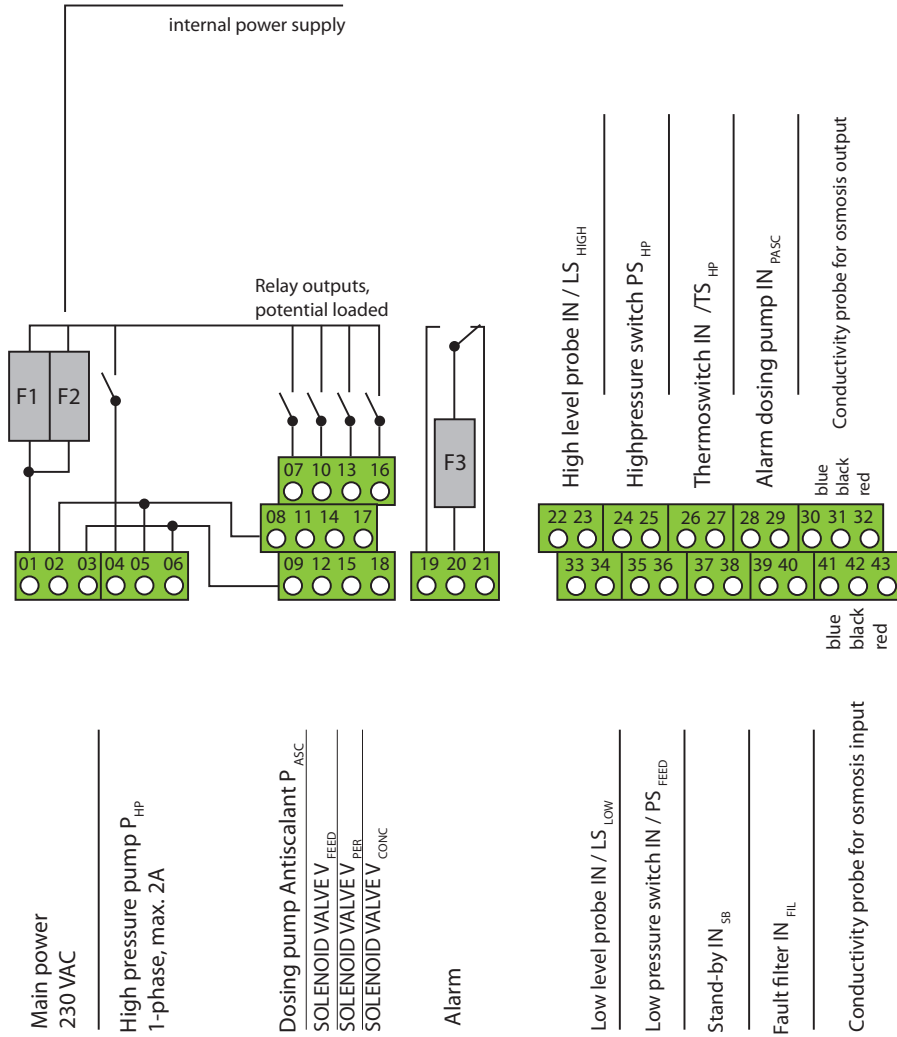 internal power supply
Relay outputs,
potential loaded
F1 F2
F3
High level probe IN / LS HIGH
Highpressure switch PS HP
Thermoswitch IN /TS HP
Alarm dosing pump IN PASC
Conductivity probe for osmosis output
blue
black
red
07 10 13 16
08 11 14 17
22 23 24 25 26 27 28 29 30 31 32
01 02 03 04 05 06
09 12 15 18
19 20 21
33 34 35 36 37 38 39 40 41 42 43
blue
black
red
Main power
230 VAC
High pressure pump P HP
1-phase, max. 2A
Dosing pump Antiscalant P ASC
SOLENOID VALVE V FEED
SOLENOID VALVE V PER
SOLENOID VALVE V CONC
Alarm
Low level probe IN / LS LOW
Low pressure switch IN / PS FEED
Stand-by IN SB
Fault filter IN FIL
Conductivity probe for osmosis input